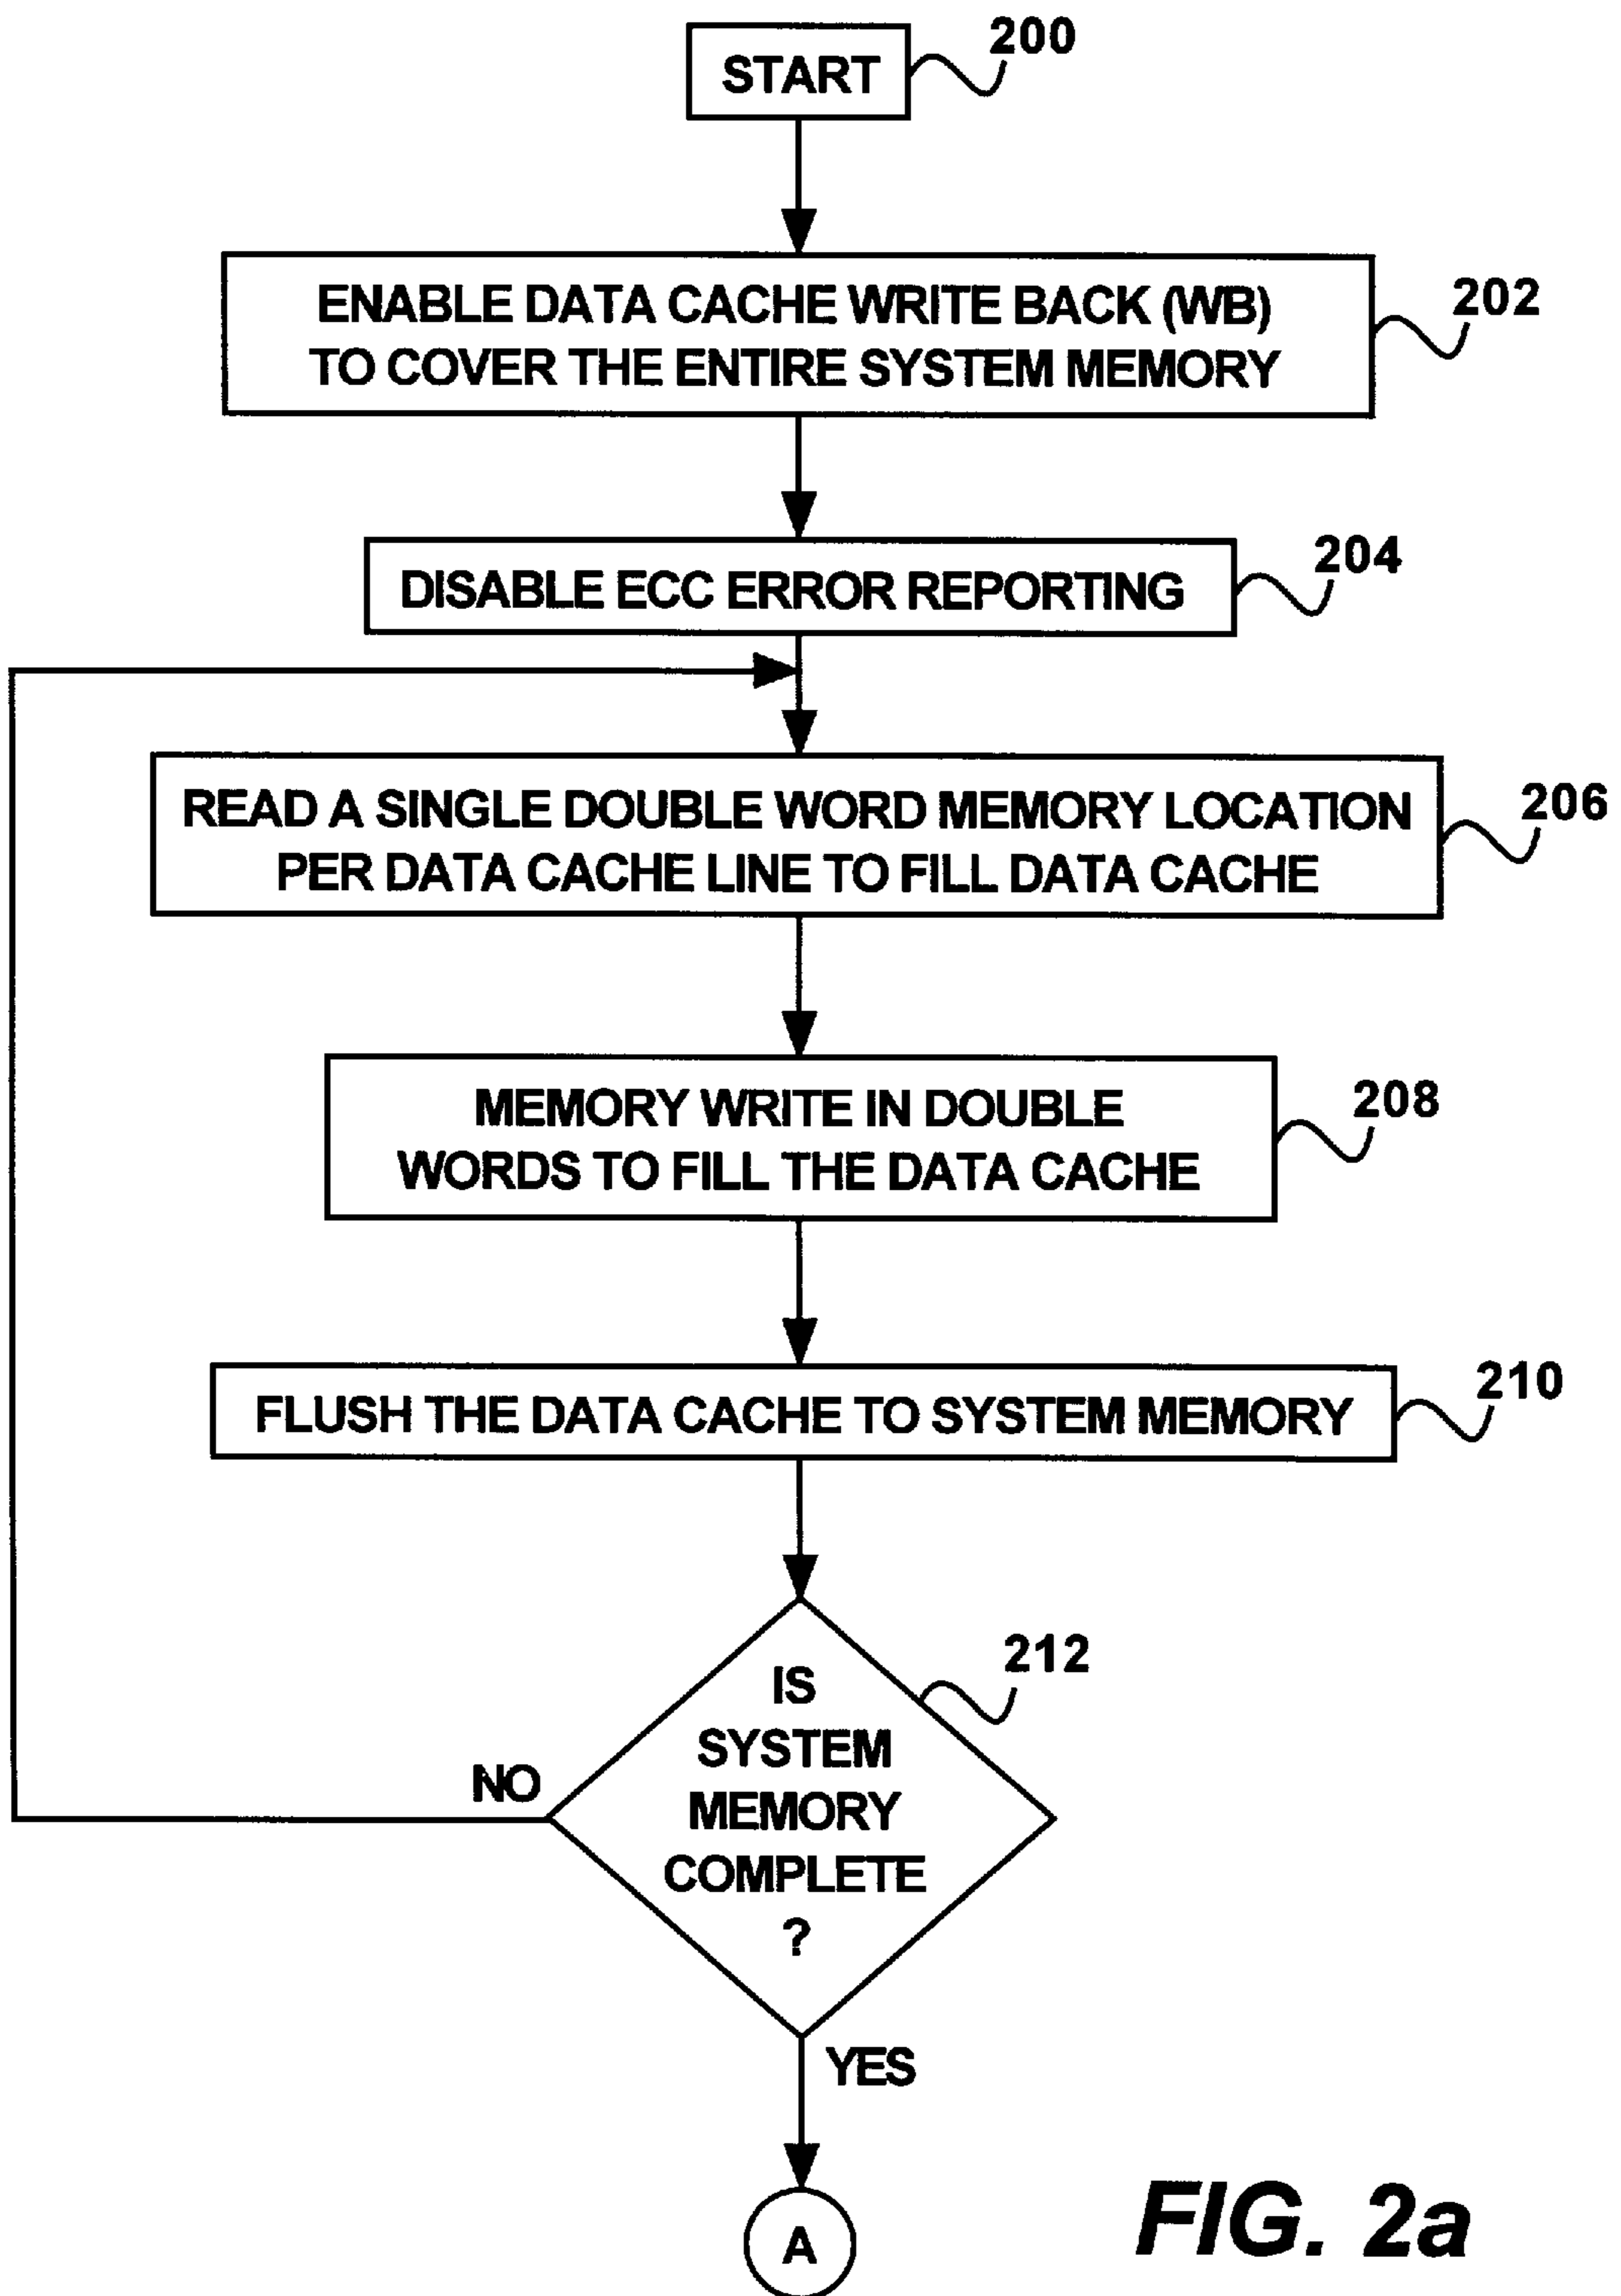 START
200
ENABLE DATA CACHE WRITE BACK (WB)
TO COVER THE ENTIRE SYSTEM MEMORY
202
DISABLE ECC ERROR REPORTING
204
READ A SINGLE DOUBLE WORD MEMORY LOCATION
PER DATA CACHE LINE TO FILL DATA CACHE
206
MEMORY WRITE IN DOUBLE
WORDS TO FILL THE DATA CACHE
208
FLUSH THE DATA CACHE TO SYSTEM MEMORY
210
IS
SYSTEM
MEMORY
COMPLETE
?
212
NO
YES
A
FIG. 2a